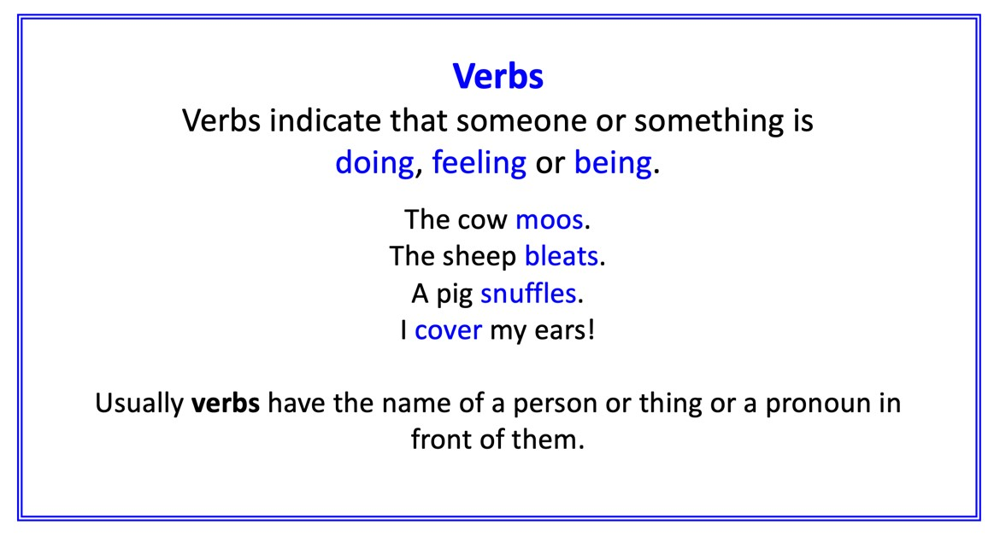 Verbs
Verbs indicate that someone or something is
doing, feeling or being.
The cow moos.
The sheep bleats.
A pig snuffles.
I cover my ears!
Usually verbs have the name of a person or thing or a pronoun in
front of them.